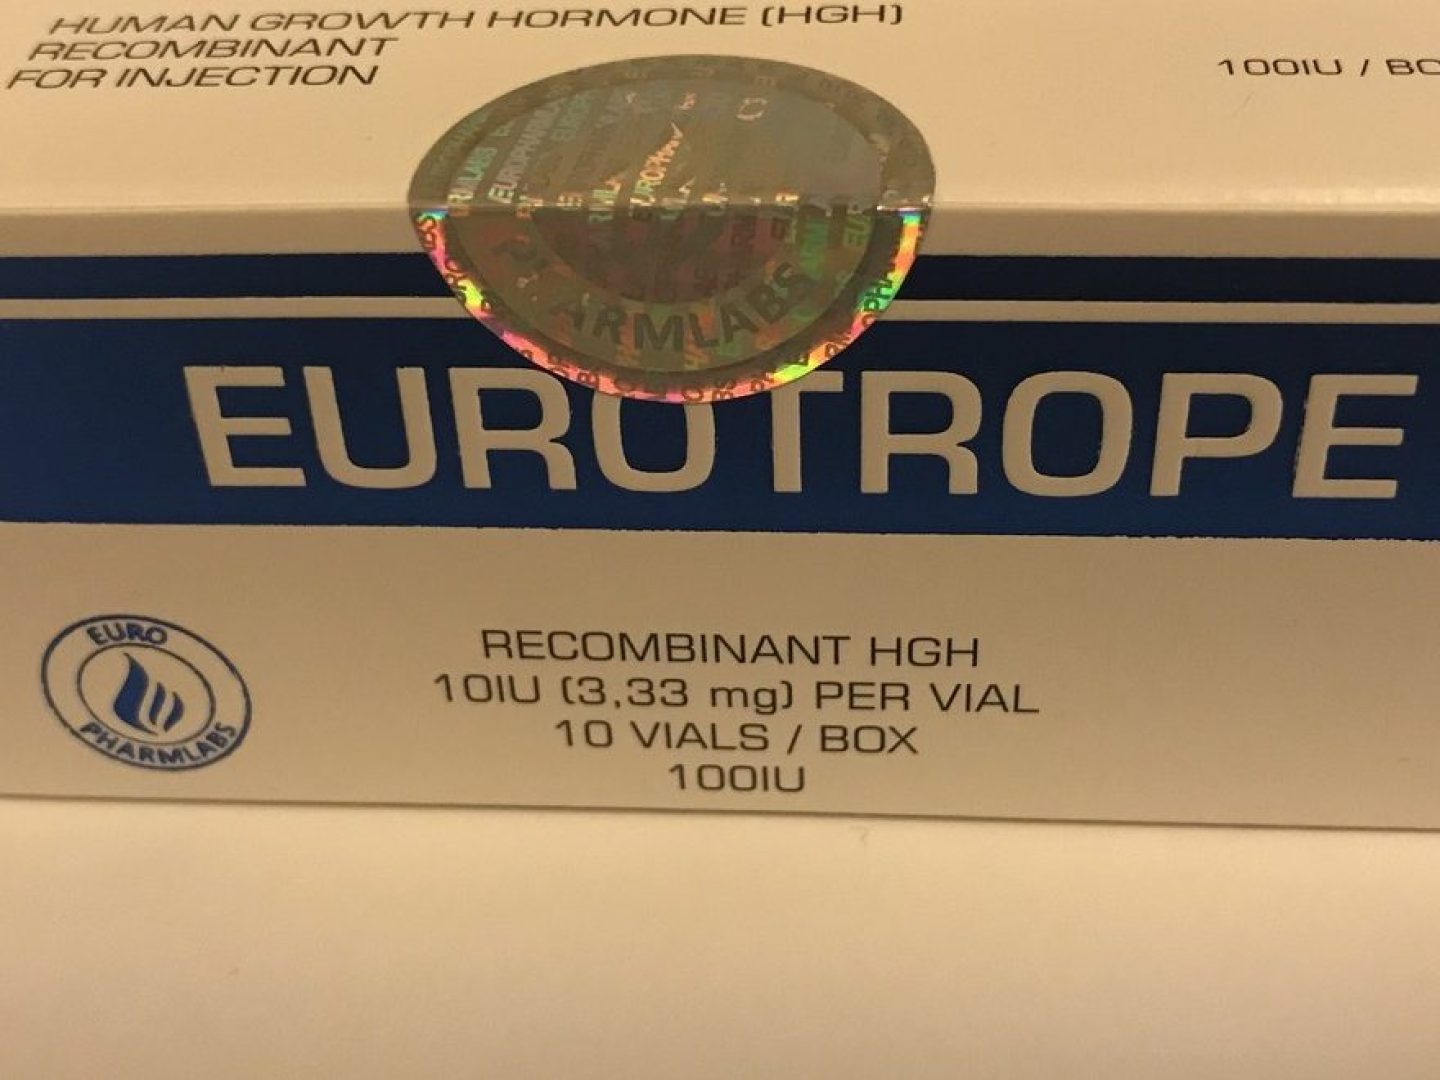 HUMAN GROWTH HORMONE (HGH)
RECOMBINANT
FOR INJECTION
100IU /
PHARMLABS
EUROTROPE
EURO
PHARMLABS
RECOMBINANT HGH
10IU (3,33 mg) PER VIAL
10 VIALS / BOX
100IU